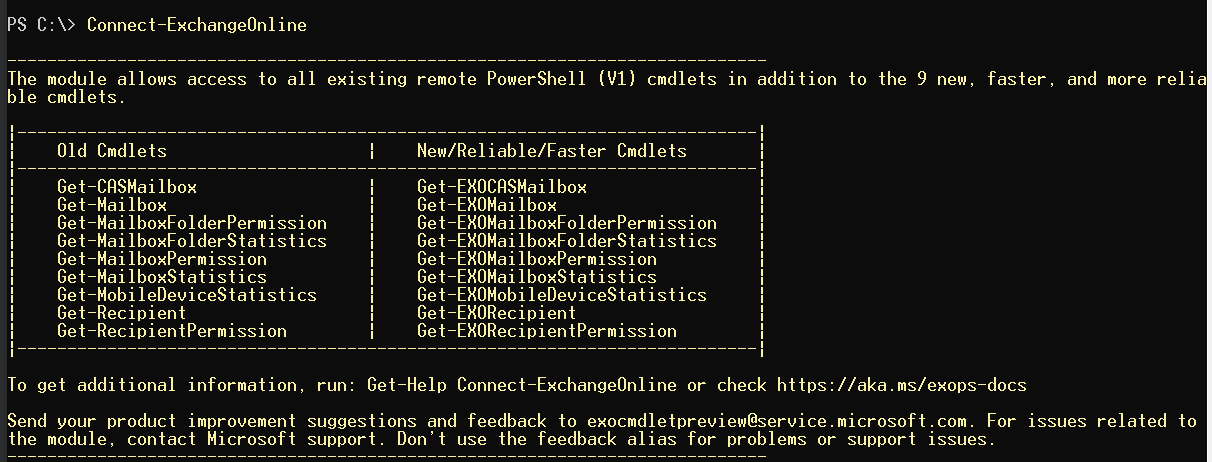 PS C:\> Connect-ExchangeOnline
----------------------------------------------------------------------------
The module allows access to all existing remote PowerShell (V1) cmdlets in addition to the 9 new, faster, and more relia
ble cmdlets.
|--------------------------------------------------------------------------|
|    Old Cmdlets                    |    New/Reliable/Faster Cmdlets       |
|--------------------------------------------------------------------------|
|    Get-CASMailbox                 |    Get-EXOCASMailbox                 |
|    Get-Mailbox                    |    Get-EXOMailbox                    |
|    Get-MailboxFolderPermission    |    Get-EXOMailboxFolderPermission    |
|    Get-MailboxFolderStatistics    |    Get-EXOMailboxFolderStatistics    |
|    Get-MailboxPermission          |    Get-EXOMailboxPermission          |
|    Get-MailboxStatistics          |    Get-EXOMailboxStatistics          |
|    Get-MobileDeviceStatistics     |    Get-EXOMobileDeviceStatistics     |
|    Get-Recipient                  |    Get-EXORecipient                  |
|    Get-RecipientPermission        |    Get-EXORecipientPermission        |
|--------------------------------------------------------------------------|
To get additional information, run: Get-Help Connect-ExchangeOnline or check https://aka.ms/exops-docs
Send your product improvement suggestions and feedback to exocmdletpreview@service.microsoft.com. For issues related to
the module, contact Microsoft support. Don't use the feedback alias for problems or support issues.
----------------------------------------------------------------------------